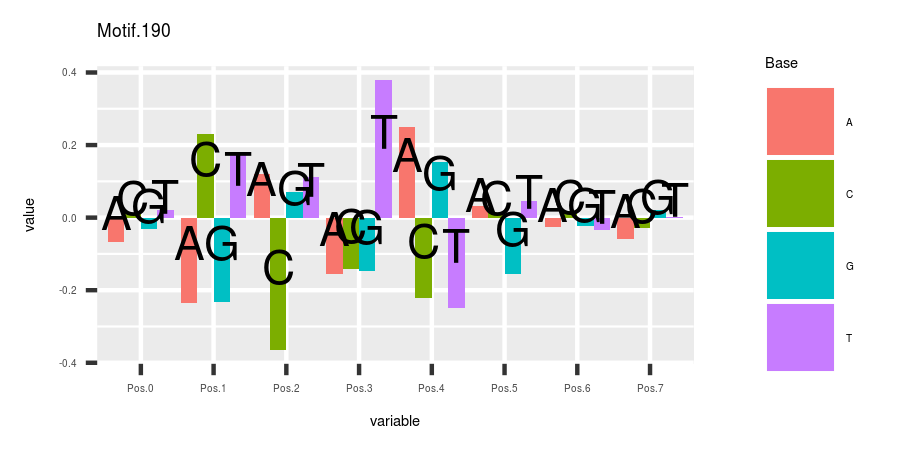 Motif.190
value
0.4
0.2
0.0
-0.2
-0.4
A C G T A C G T A C G T A C G T A C G T A C G T A C G T A C G T
Pos.0 Pos.1 Pos.2 Pos.3 Pos.4 Pos.5 Pos.6 Pos.7
variable
Base
A
C
G
T